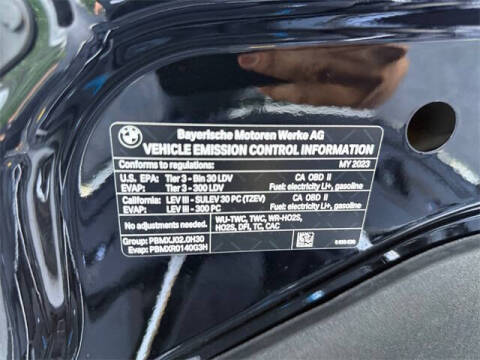 BMW
Bayerische Motoren Werke AG
VEHICLE EMISSION CONTROL INFORMATION
Conforms to regulations: MY 2023
U.S. EPA: Tier 3 - Bin 30 LDV CA OBD II
EVAP: Tier 3 - 300 LDV Fuel: electricity LI+, gasoline
California: LEV III - SULEV 30 PC (TZEV) CA OBD II
EVAP: LEV III - 300 PC Fuel: electricity LI+, gasoline
No adjustments needed. WU-TWC, TWC, WR-HO2S,
HO2S, DFI, TC, CAC
Group: PBMXJ02.0H30
Evap: PBMXR0140G3H